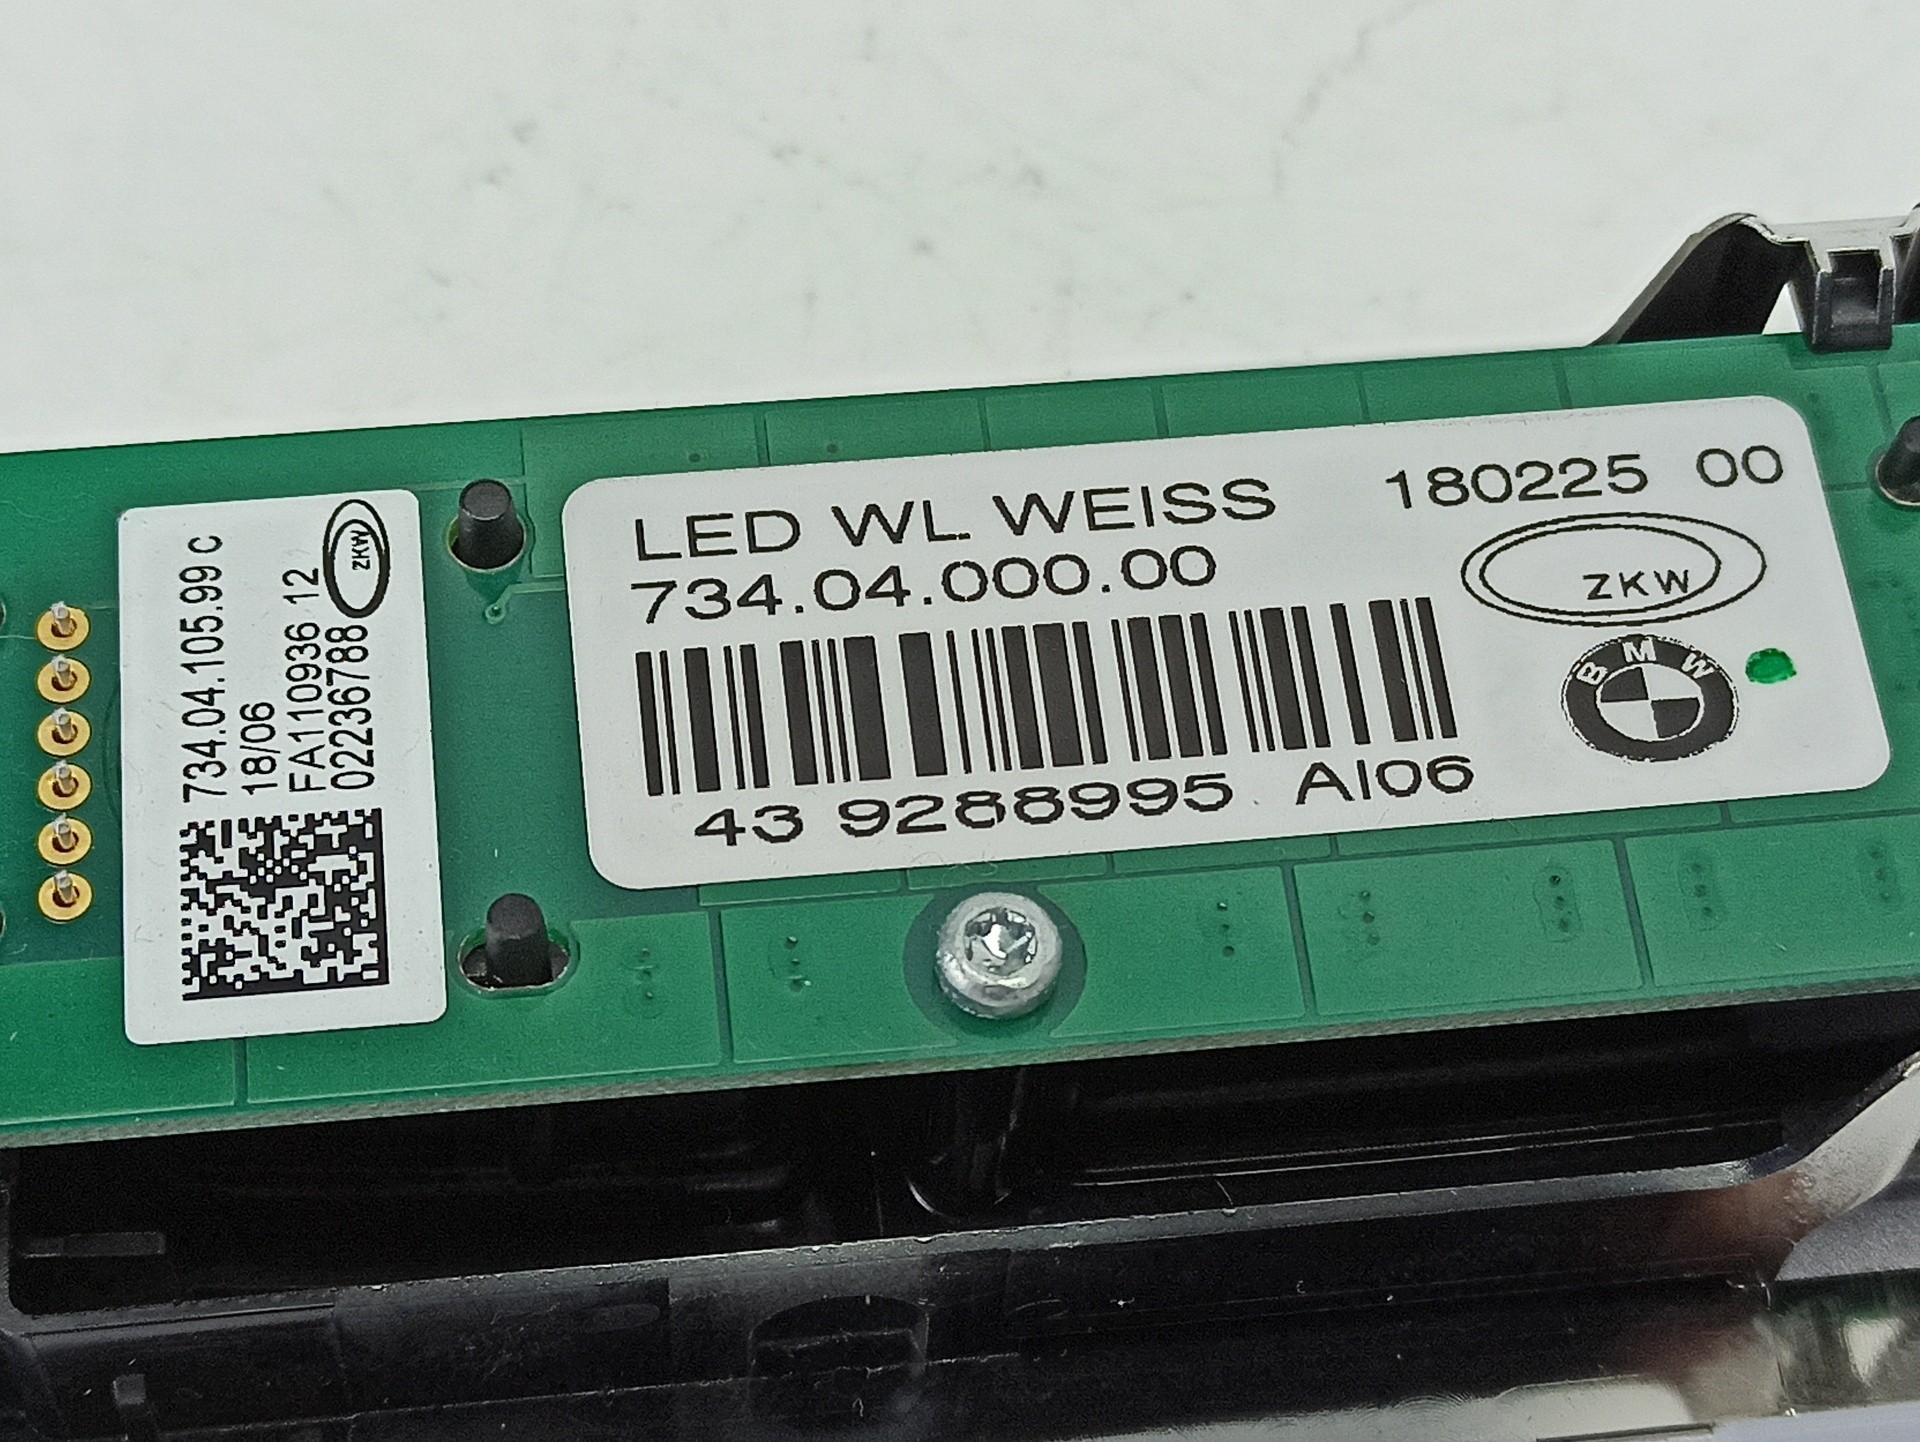 734.04.105.99 C
18/06
FA110936 12
02236788
ZKW
LED WL WEISS 180225 00
734.04.000.00
ZKW
BMW
43 9288995 AI06